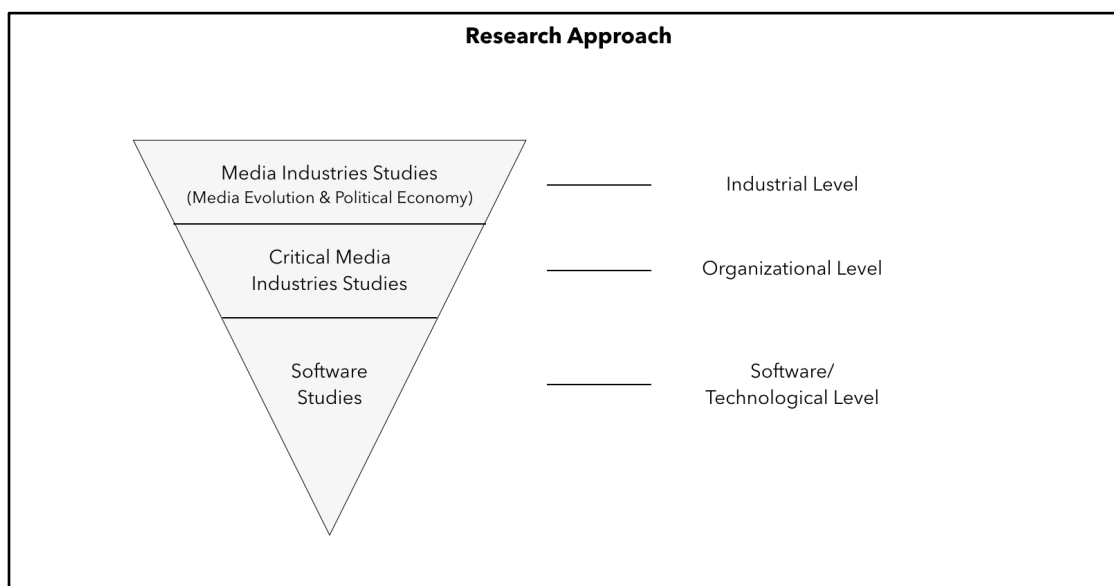 Research Approach
Media Industries Studies
(Media Evolution & Political Economy)
Industrial Level
Critical Media
Industries Studies
Organizational Level
Software
Studies
Software/
Technological Level